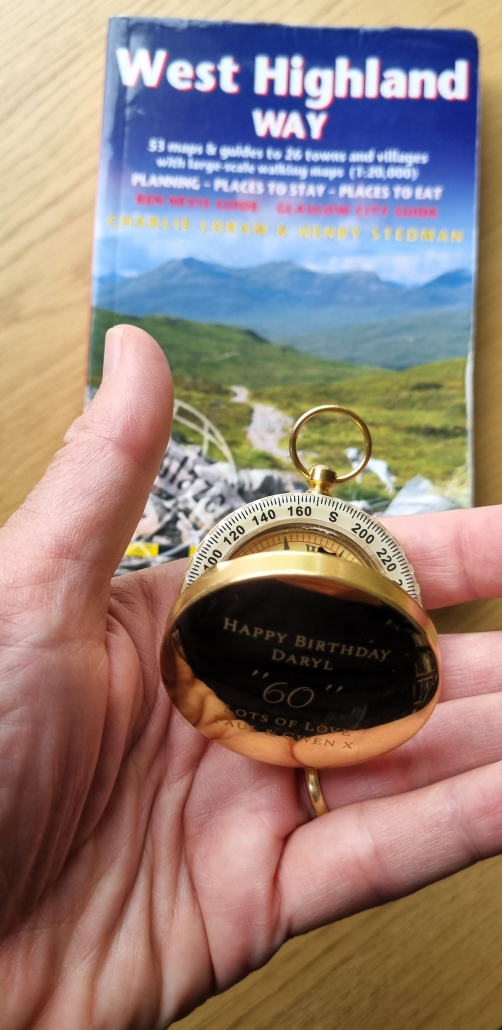 West Highland
WAY
53 maps & guides to 26 towns and villages
with large-scale walking maps (1:20,000)
PLANNING – PLACES TO STAY – PLACES TO EAT
BEN NEVIS GUIDE GLASGOW CITY GUIDE
CHARLIE LORAM & HENRY STEDMAN
100 120 140 160 S 200 220
HAPPY BIRTHDAY
DARYL
"60"
LOTS OF LOVE
& GWEN X